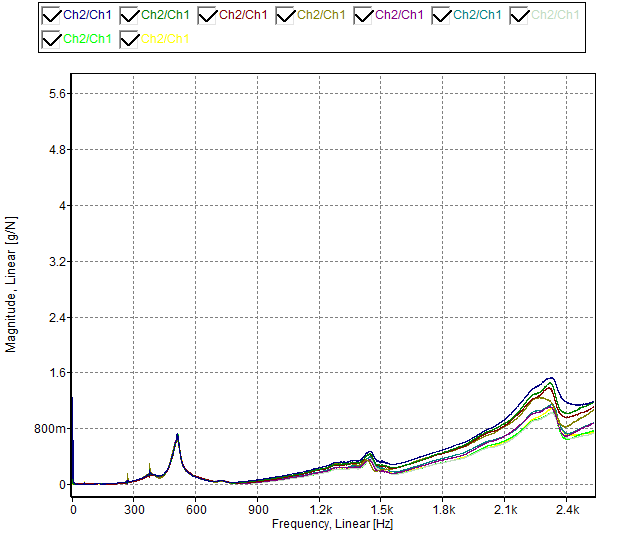 Ch2/Ch1 Ch2/Ch1 Ch2/Ch1 Ch2/Ch1 Ch2/Ch1 Ch2/Ch1 Ch2/Ch1
Ch2/Ch1 Ch2/Ch1
5.6
4.8
4
3.2
2.4
1.6
800m
0
Magnitude, Linear [g/N]
0 300 600 900 1.2k 1.5k 1.8k 2.1k 2.4k
Frequency, Linear [Hz]